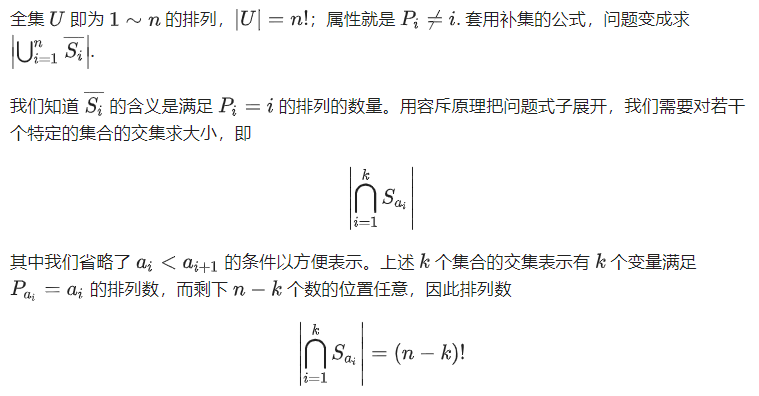 全集 $U$ 即为 $1 \sim n$ 的排列，$|U| = n!$；属性就是 $P_i \neq i$. 套用补集的公式，问题变成求
$\left|\bigcup_{i=1}^{n} \overline{S_i}\right|$.
我们知道 $\overline{S_i}$ 的含义是满足 $P_i = i$ 的排列的数量。用容斥原理把问题式子展开，我们需要对若干
个特定的集合的交集求大小，即
$\left|\bigcap_{i=1}^{k} S_{a_i}\right|$
其中我们省略了 $a_i < a_{i+1}$ 的条件以方便表示。上述 $k$ 个集合的交集表示有 $k$ 个变量满足
$P_{a_i} = a_i$ 的排列数，而剩下 $n - k$ 个数的位置任意，因此排列数
$\left|\bigcap_{i=1}^{k} S_{a_i}\right| = (n - k)!$